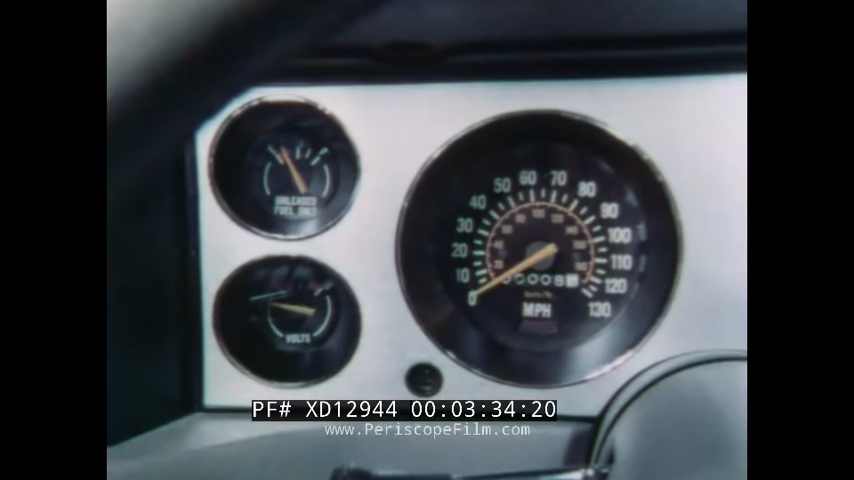 UNLEADED
FUEL ONLY
VOLTS
0
10
20
30
40
50
60
70
80
90
100
110
120
130
km/h
MPH
PF# XD12944 00:03:34:20
www.PeriscopeFilm.com